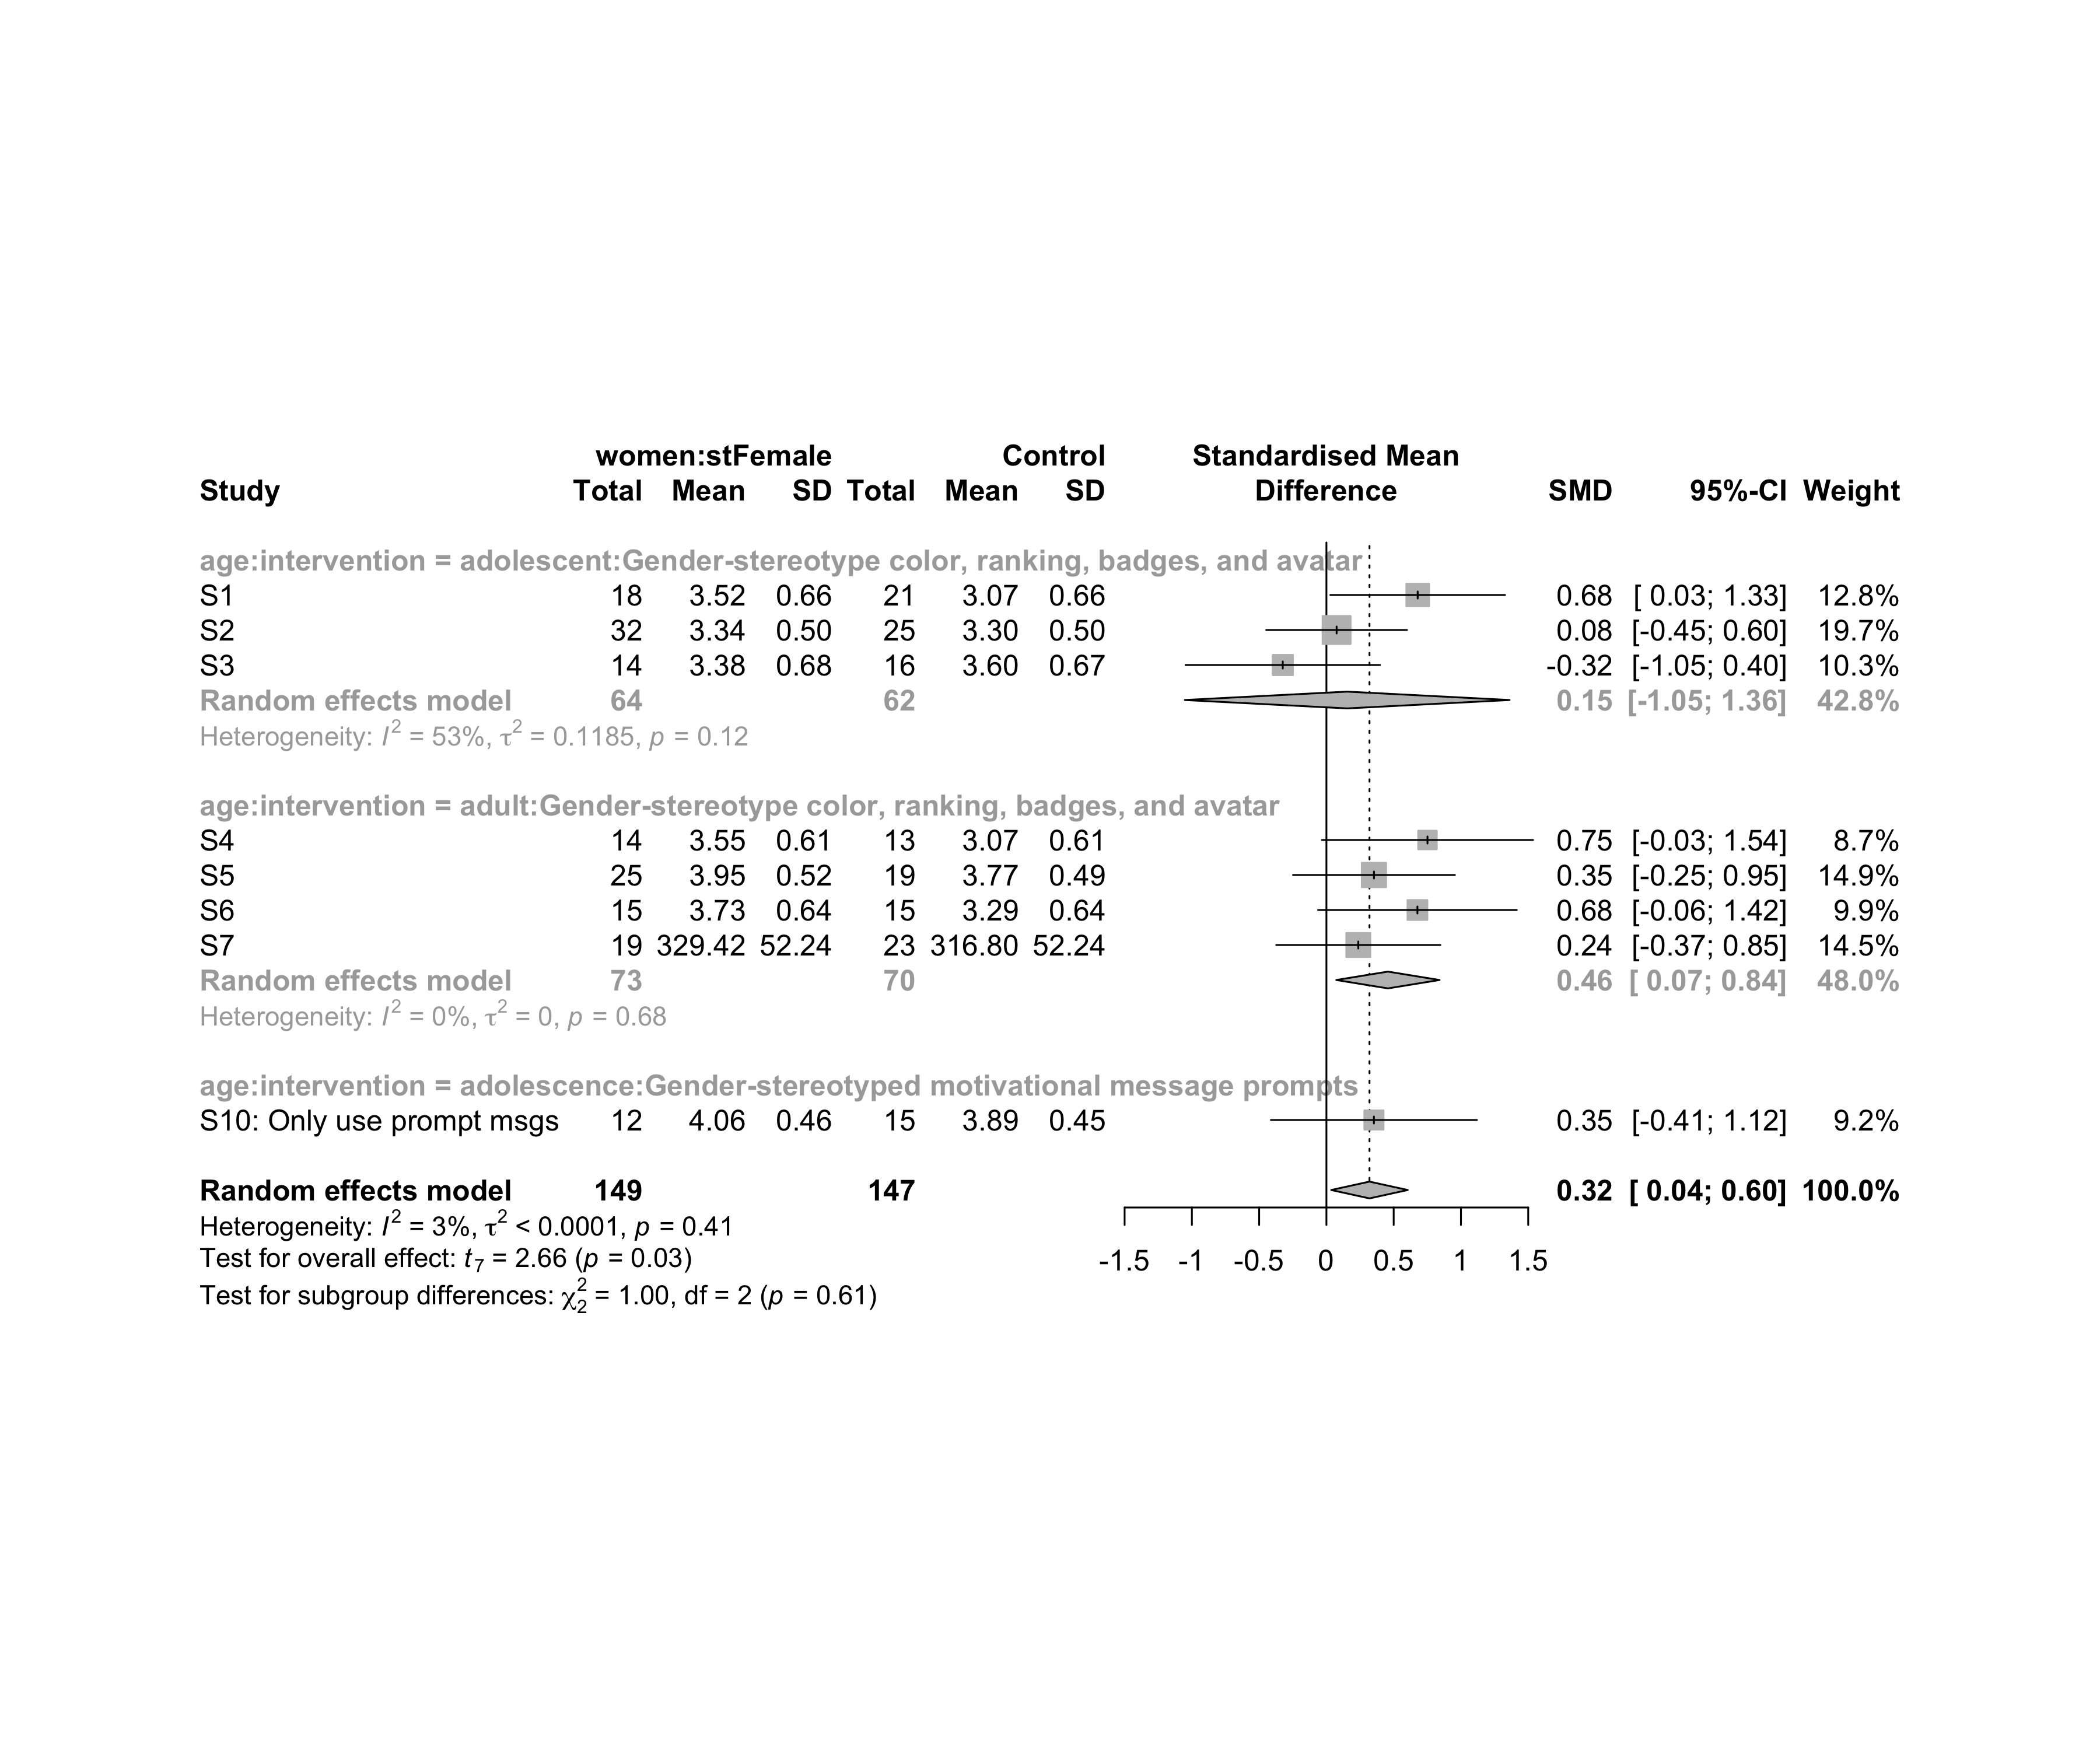 women:stFemale Control Standardised Mean
Study Total Mean SD Total Mean SD Difference SMD 95%-CI Weight
age:intervention = adolescent:Gender-stereotype color, ranking, badges, and avatar
S1 18 3.52 0.66 21 3.07 0.66 0.68 [ 0.03; 1.33] 12.8%
S2 32 3.34 0.50 25 3.30 0.50 0.08 [-0.45; 0.60] 19.7%
S3 14 3.38 0.68 16 3.60 0.67 -0.32 [-1.05; 0.40] 10.3%
Random effects model 64 62 0.15 [-1.05; 1.36] 42.8%
Heterogeneity: I² = 53%, τ² = 0.1185, p = 0.12
age:intervention = adult:Gender-stereotype color, ranking, badges, and avatar
S4 14 3.55 0.61 13 3.07 0.61 0.75 [-0.03; 1.54] 8.7%
S5 25 3.95 0.52 19 3.77 0.49 0.35 [-0.25; 0.95] 14.9%
S6 15 3.73 0.64 15 3.29 0.64 0.68 [-0.06; 1.42] 9.9%
S7 19 329.42 52.24 23 316.80 52.24 0.24 [-0.37; 0.85] 14.5%
Random effects model 73 70 0.46 [ 0.07; 0.84] 48.0%
Heterogeneity: I² = 0%, τ² = 0, p = 0.68
age:intervention = adolescence:Gender-stereotyped motivational message prompts
S10: Only use prompt msgs 12 4.06 0.46 15 3.89 0.45 0.35 [-0.41; 1.12] 9.2%
Random effects model 149 147 0.32 [ 0.04; 0.60] 100.0%
Heterogeneity: I² = 3%, τ² < 0.0001, p = 0.41
Test for overall effect: t₇ = 2.66 (p = 0.03)
-1.5 -1 -0.5 0 0.5 1 1.5
Test for subgroup differences: χ²₂ = 1.00, df = 2 (p = 0.61)